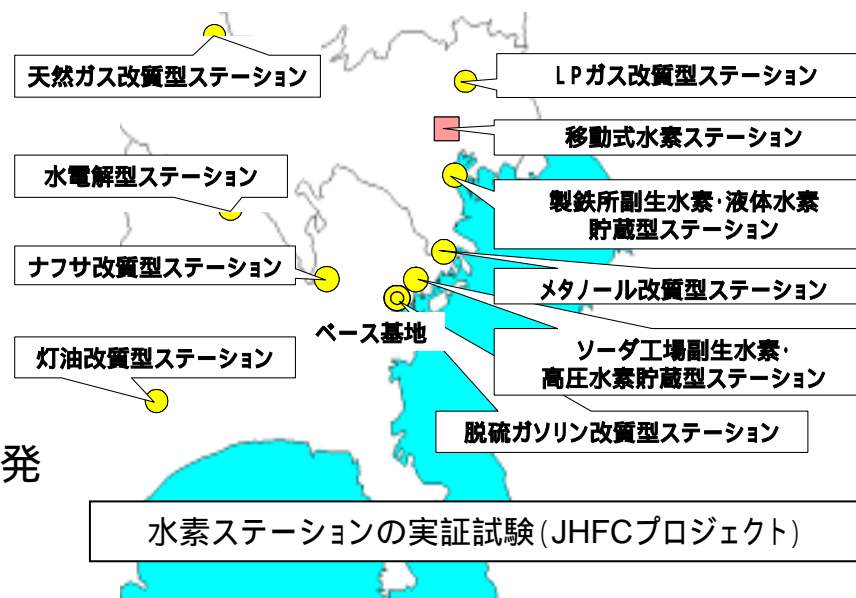 天然ガス改質型ステーション
LPガス改質型ステーション
移動式水素ステーション
水電解型ステーション
製鉄所副生水素・液体水素
貯蔵型ステーション
ナフサ改質型ステーション
メタノール改質型ステーション
ベース基地
ソーダ工場副生水素・
高圧水素貯蔵型ステーション
灯油改質型ステーション
脱硫ガソリン改質型ステーション
発
水素ステーションの実証試験(JHFCプロジェクト)